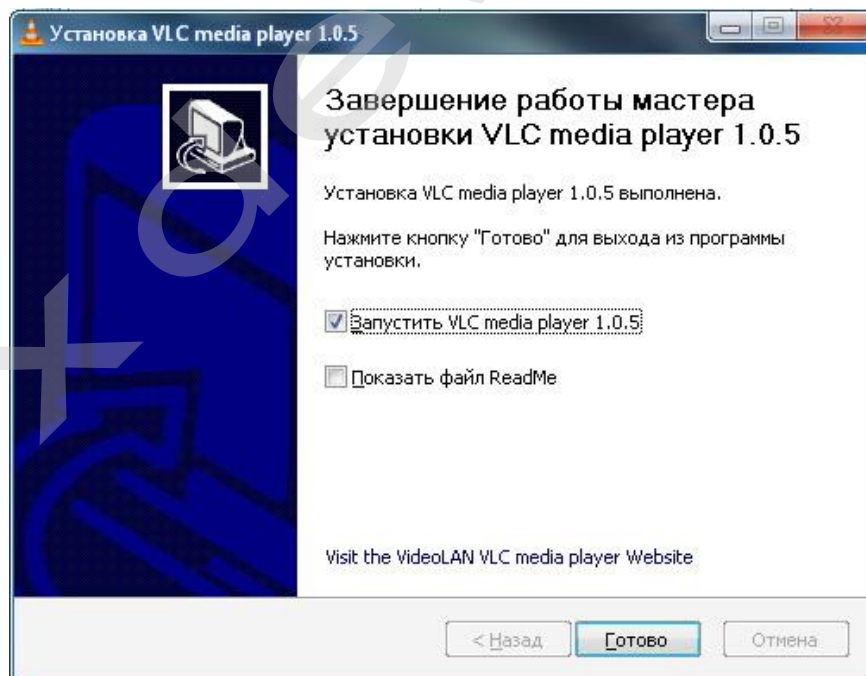 Установка VLC media player 1.0.5
Завершение работы мастера
установки VLC media player 1.0.5
Установка VLC media player 1.0.5 выполнена.
Нажмите кнопку "Готово" для выхода из программы
установки.
Запустить VLC media player 1.0.5
Показать файл ReadMe
Visit the VideoLAN VLC media player Website
< Назад
Готово
Отмена